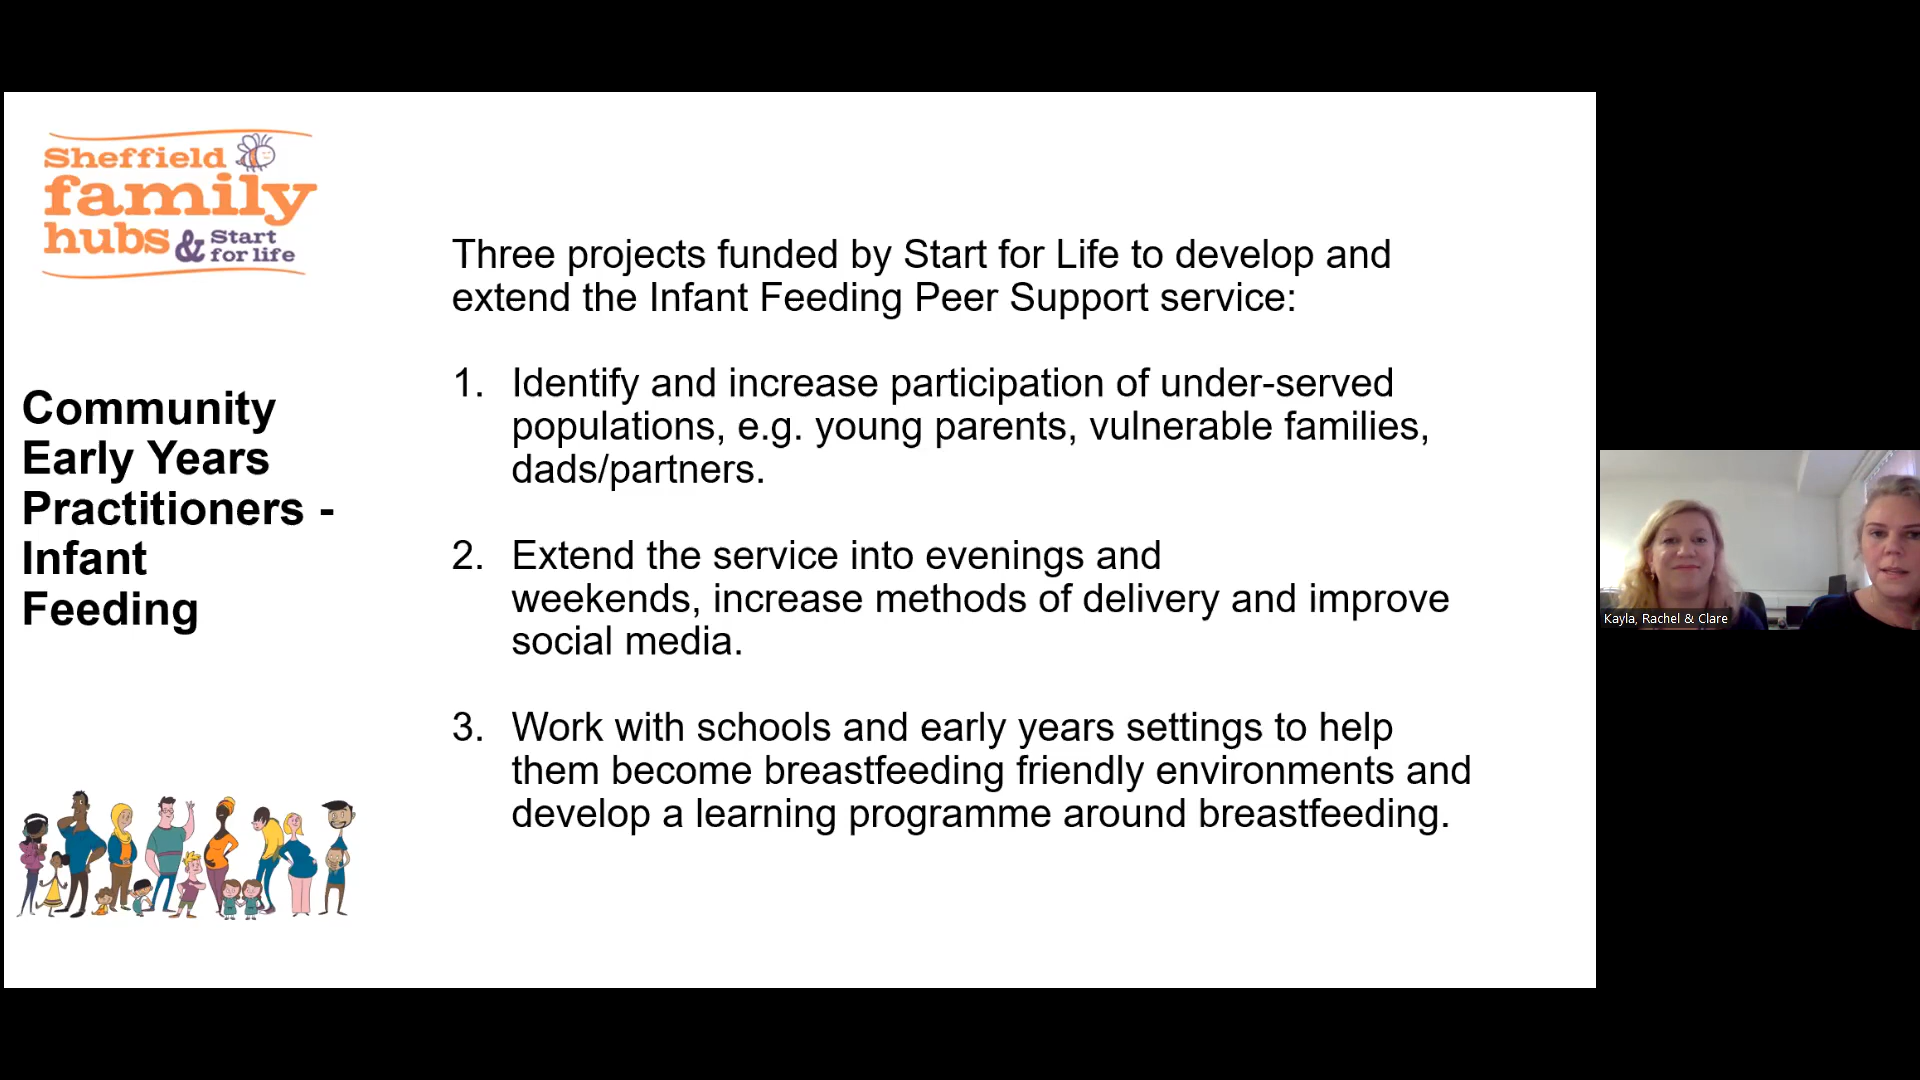 Sheffield
family
hubs & Start
for life
Community
Early Years
Practitioners -
Infant
Feeding
Three projects funded by Start for Life to develop and
extend the Infant Feeding Peer Support service:
1. Identify and increase participation of under-served
populations, e.g. young parents, vulnerable families,
dads/partners.
2. Extend the service into evenings and
weekends, increase methods of delivery and improve
social media.
3. Work with schools and early years settings to help
them become breastfeeding friendly environments and
develop a learning programme around breastfeeding.
Kayla, Rachel & Clare